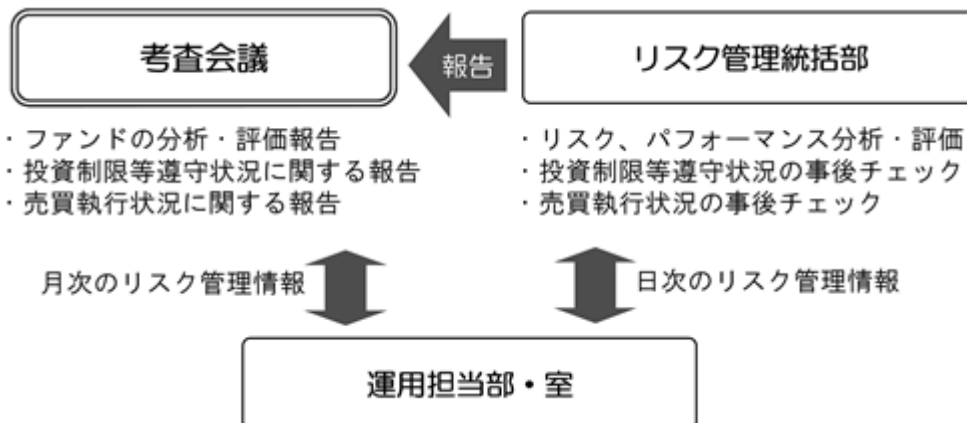 考査会議
報告
リスク管理統括部
・ファンドの分析・評価報告
・投資制限等遵守状況に関する報告
・売買執行状況に関する報告
・リスク、パフォーマンス分析・評価
・投資制限等遵守状況の事後チェック
・売買執行状況の事後チェック
月次のリスク管理情報
日次のリスク管理情報
運用担当部・室